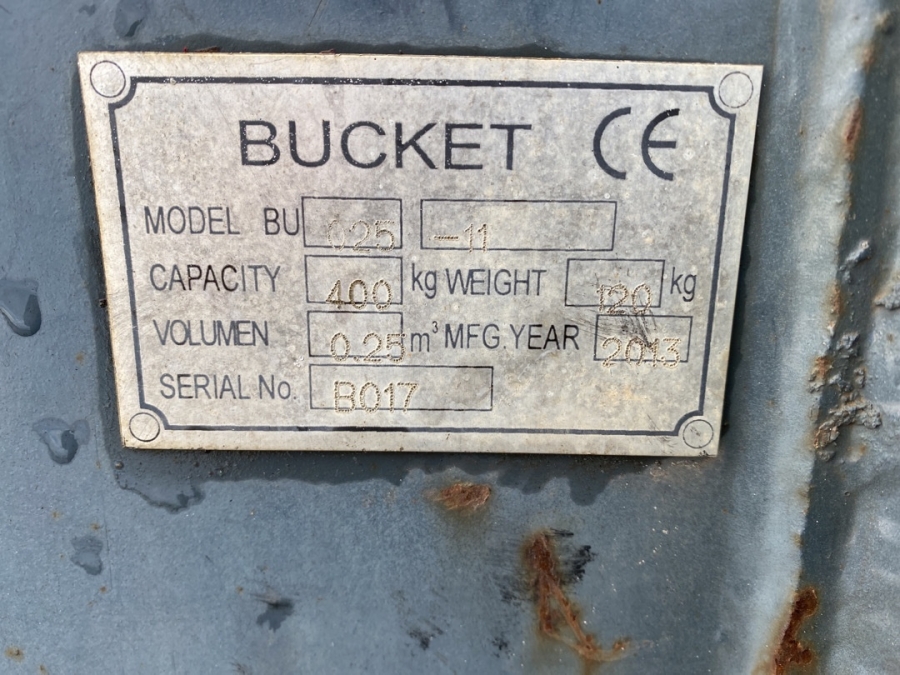 BUCKET CE
MODEL BU 025 -11
CAPACITY 400 kg WEIGHT 120 kg
VOLUMEN 0.25 m³ MFG.YEAR 2013
SERIAL No. B017